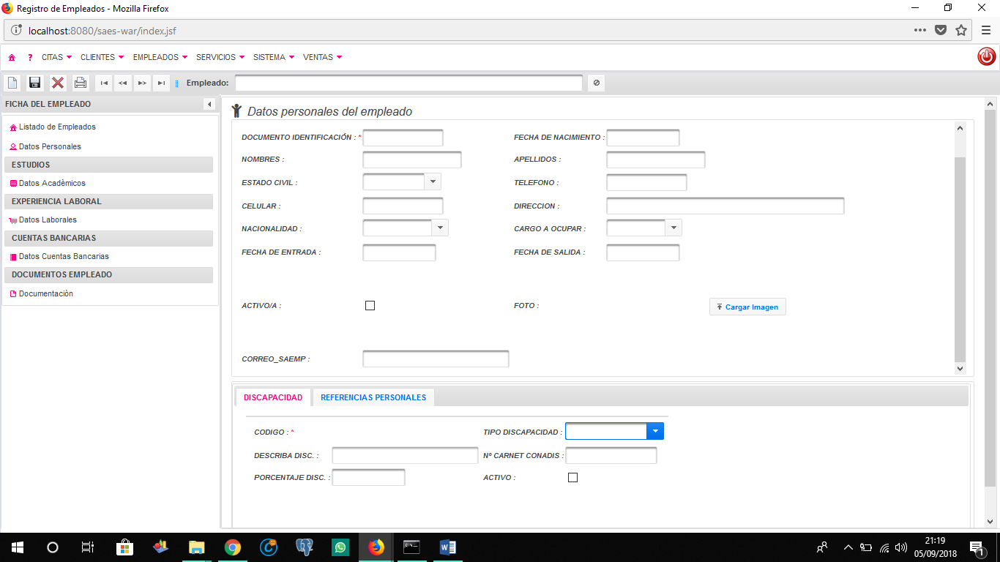 Registro de Empleados - Mozilla Firefox
localhost:8080/saes-war/index.jsf
? CITAS CLIENTES EMPLEADOS SERVICIOS SISTEMA VENTAS
Empleado:
FICHA DEL EMPLEADO
Listado de Empleados
Datos Personales
ESTUDIOS
Datos Acadèmicos
EXPERIENCIA LABORAL
Datos Laborales
CUENTAS BANCARIAS
Datos Cuentas Bancarias
DOCUMENTOS EMPLEADO
Documentaciòn
Datos personales del empleado
DOCUMENTO IDENTIFICACIÓN : * FECHA DE NACIMIENTO :
NOMBRES : APELLIDOS :
ESTADO CIVIL : TELEFONO :
CELULAR : DIRECCION :
NACIONALIDAD : CARGO A OCUPAR :
FECHA DE ENTRADA : FECHA DE SALIDA :
ACTIVO/A : FOTO : Cargar Imagen
CORREO_SAEMP :
DISCAPACIDAD REFERENCIAS PERSONALES
CODIGO : * TIPO DISCAPACIDAD :
DESCRIBA DISC. : Nº CARNET CONADIS :
PORCENTAJE DISC. : ACTIVO :
21:19
05/09/2018
1